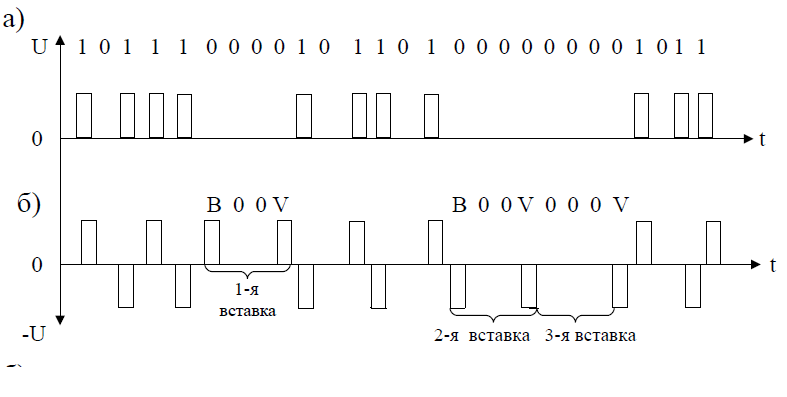 а)
U 1 0 1 1 1 0 0 0 0 1 0 1 1 0 1 0 0 0 0 0 0 0 0 1 0 1 1
0 t
б) B 0 0 V B 0 0 V 0 0 0 V
0 t
1-я
вставка
-U 2-я вставка 3-я вставка